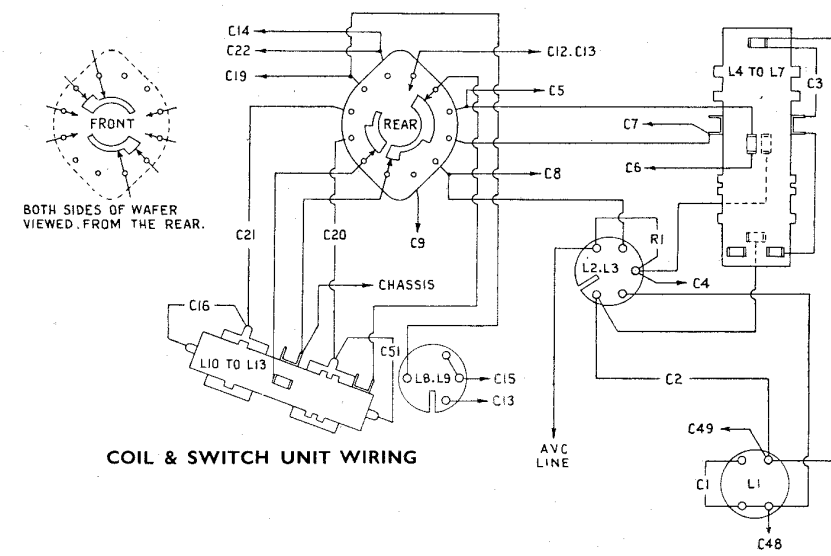 C14
C22
C19
C12. C13
C5
C7
C6
C8
C9
FRONT
REAR
L4 TO L7
C3
BOTH SIDES OF WAFER
VIEWED. FROM THE REAR.
C21
C20
R1
L2. L3
C4
CHASSIS
C16
L10 TO L13
C51
L8. L9
C15
C13
C2
AVC
LINE
C49
C1
L1
C48
COIL & SWITCH UNIT WIRING